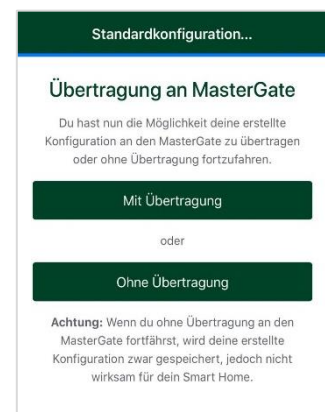 Standardkonfiguration...
Übertragung an MasterGate
Du hast nun die Möglichkeit deine erstellte
Konfiguration an den MasterGate zu übertragen
oder ohne Übertragung fortzufahren.
Mit Übertragung
oder
Ohne Übertragung
Achtung: Wenn du ohne Übertragung an den
MasterGate fortfährst, wird deine erstellte
Konfiguration zwar gespeichert, jedoch nicht
wirksam für dein Smart Home.